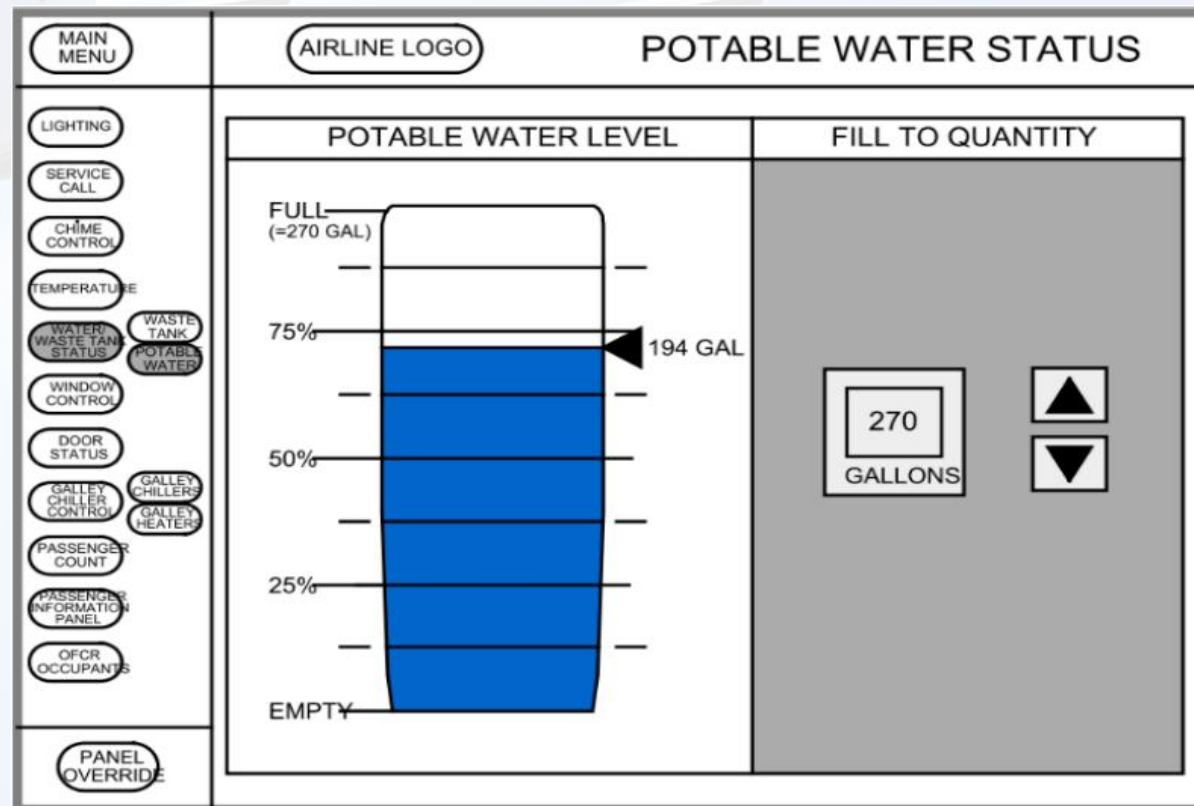 MAIN
MENU
AIRLINE LOGO
POTABLE WATER STATUS
LIGHTING
SERVICE
CALL
CHIME
CONTROL
TEMPERATURE
WATER/
WASTE TANK
STATUS
WASTE
TANK
POTABLE
WATER
WINDOW
CONTROL
DOOR
STATUS
GALLEY
CHILLER
CONTROL
GALLEY
CHILLERS
GALLEY
HEATERS
PASSENGER
COUNT
PASSENGER
INFORMATION
PANEL
OFCR
OCCUPANTS
PANEL
OVERRIDE
POTABLE WATER LEVEL
FULL
(=270 GAL)
75%
194 GAL
50%
25%
EMPTY
FILL TO QUANTITY
270
GALLONS